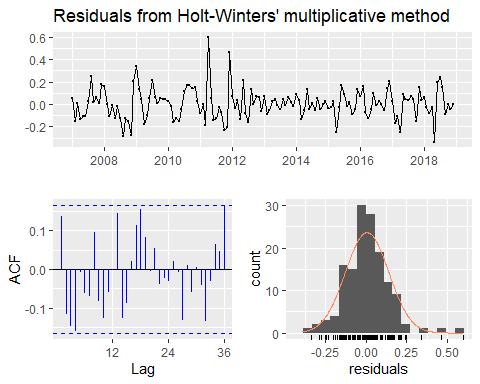 Residuals from Holt-Winters' multiplicative method
0.6
0.4
0.2
0.0
-0.2
2008 2010 2012 2014 2016 2018
0.1
0.0
-0.1
ACF
12 24 36
Lag
30
20
10
0
count
-0.25 0.00 0.25 0.50
residuals